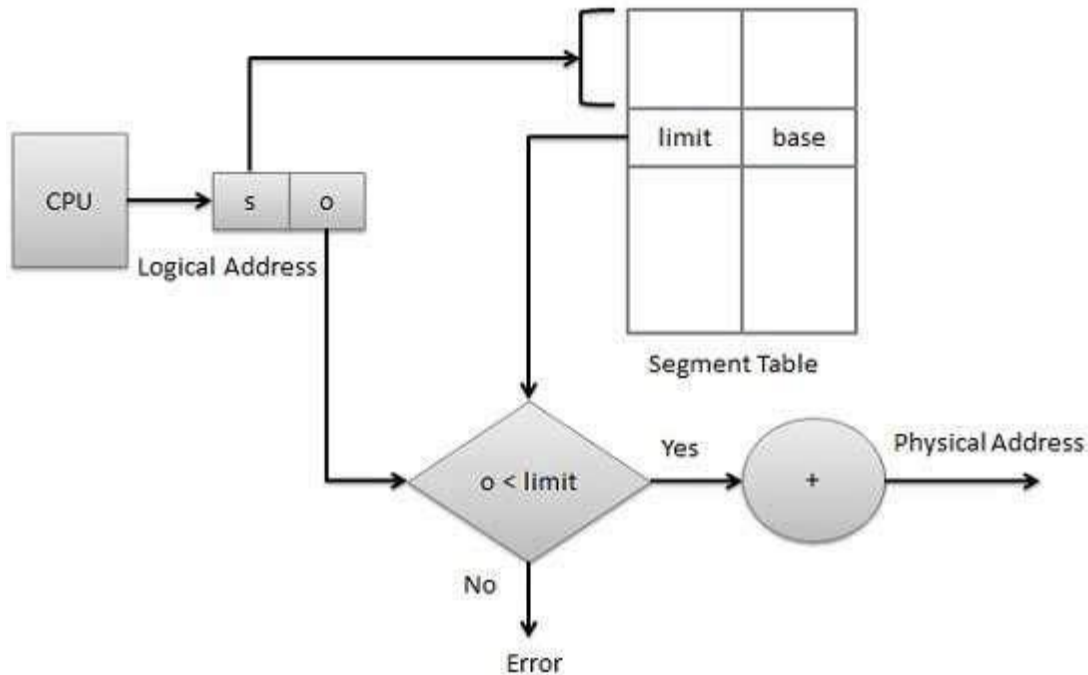 limit base
CPU
s o
Logical Address
Segment Table
o < limit
Yes
+
Physical Address
No
Error